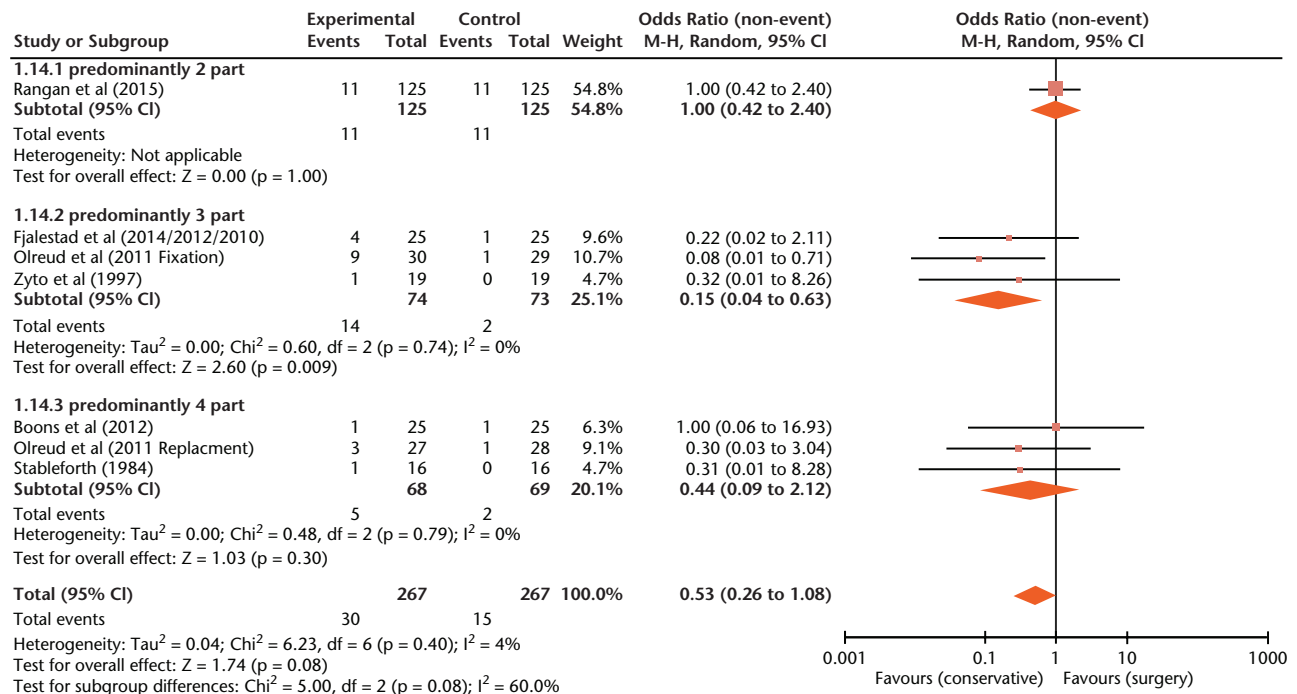 Experimental Control Odds Ratio (non-event) Odds Ratio (non-event)
Study or Subgroup Events Total Events Total Weight M-H, Random, 95% CI M-H, Random, 95% CI
1.14.1 predominantly 2 part
Rangan et al (2015) 11 125 11 125 54.8% 1.00 (0.42 to 2.40)
Subtotal (95% CI) 125 125 54.8% 1.00 (0.42 to 2.40)
Total events 11 11
Heterogeneity: Not applicable
Test for overall effect: Z = 0.00 (p = 1.00)
1.14.2 predominantly 3 part
Fjalestad et al (2014/2012/2010) 4 25 1 25 9.6% 0.22 (0.02 to 2.11)
Olreud et al (2011 Fixation) 9 30 1 29 10.7% 0.08 (0.01 to 0.71)
Zyto et al (1997) 1 19 0 19 4.7% 0.32 (0.01 to 8.26)
Subtotal (95% CI) 74 73 25.1% 0.15 (0.04 to 0.63)
Total events 14 2
Heterogeneity: Tau² = 0.00; Chi² = 0.60, df = 2 (p = 0.74); I² = 0%
Test for overall effect: Z = 2.60 (p = 0.009)
1.14.3 predominantly 4 part
Boons et al (2012) 1 25 1 25 6.3% 1.00 (0.06 to 16.93)
Olreud et al (2011 Replacment) 3 27 1 28 9.1% 0.30 (0.03 to 3.04)
Stableforth (1984) 1 16 0 16 4.7% 0.31 (0.01 to 8.28)
Subtotal (95% CI) 68 69 20.1% 0.44 (0.09 to 2.12)
Total events 5 2
Heterogeneity: Tau² = 0.00; Chi² = 0.48, df = 2 (p = 0.79); I² = 0%
Test for overall effect: Z = 1.03 (p = 0.30)
Total (95% CI) 267 267 100.0% 0.53 (0.26 to 1.08)
Total events 30 15
Heterogeneity: Tau² = 0.04; Chi² = 6.23, df = 6 (p = 0.40); I² = 4%
Test for overall effect: Z = 1.74 (p = 0.08)
Test for subgroup differences: Chi² = 5.00, df = 2 (p = 0.08); I² = 60.0%
0.001 0.1 1 10 1000
Favours (conservative) Favours (surgery)